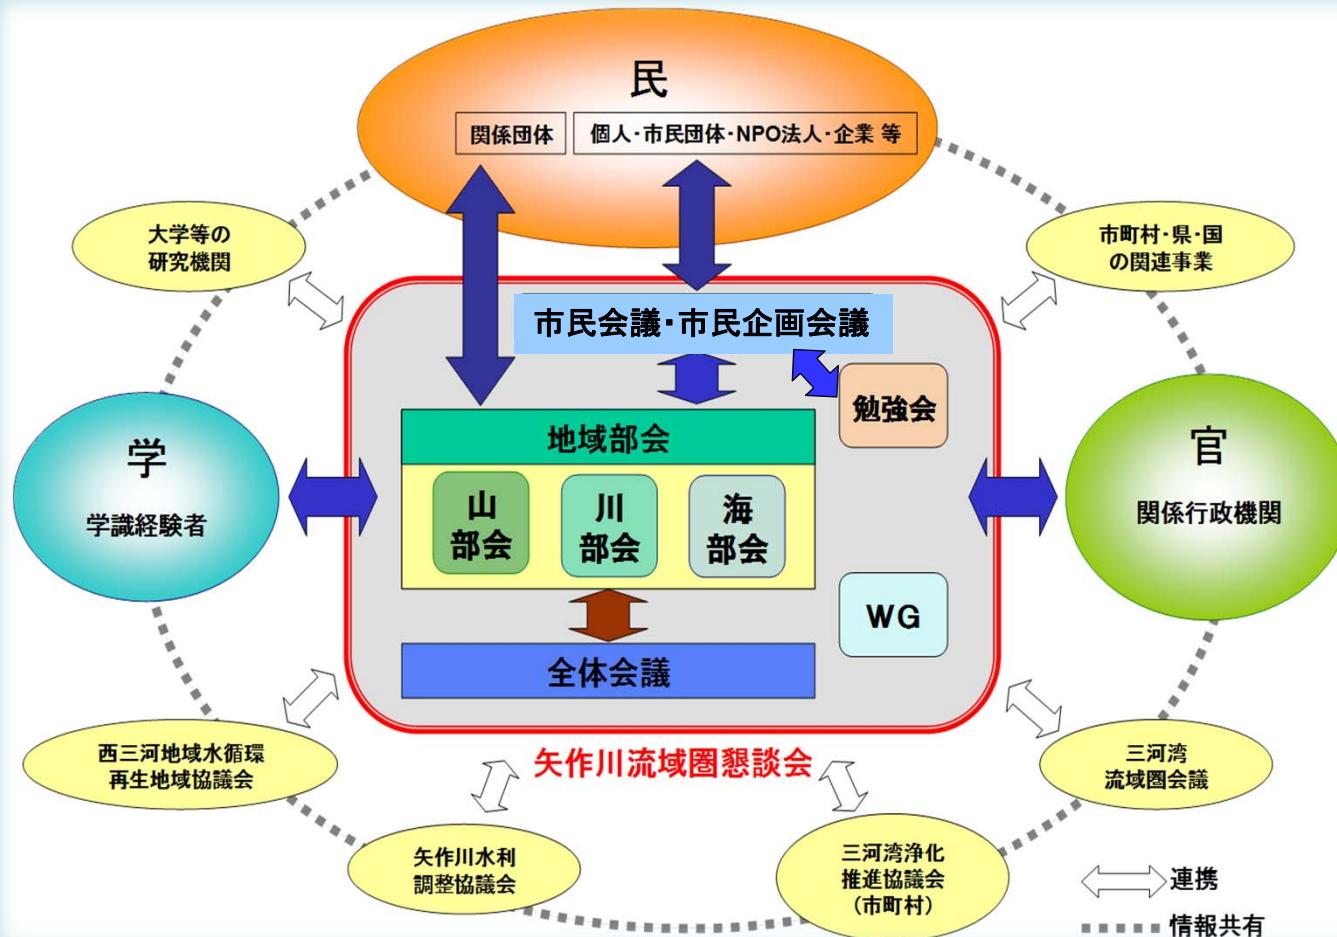 民
関係団体
個人・市民団体・NPO法人・企業 等
大学等の
研究機関
市町村・県・国
の関連事業
市民会議・市民企画会議
勉強会
地域部会
学
学識経験者
山
部会
川
部会
海
部会
官
関係行政機関
WG
全体会議
矢作川流域圏懇談会
西三河地域水循環
再生地域協議会
三河湾
流域圏会議
矢作川水利
調整協議会
三河湾浄化
推進協議会
(市町村)
連携
情報共有